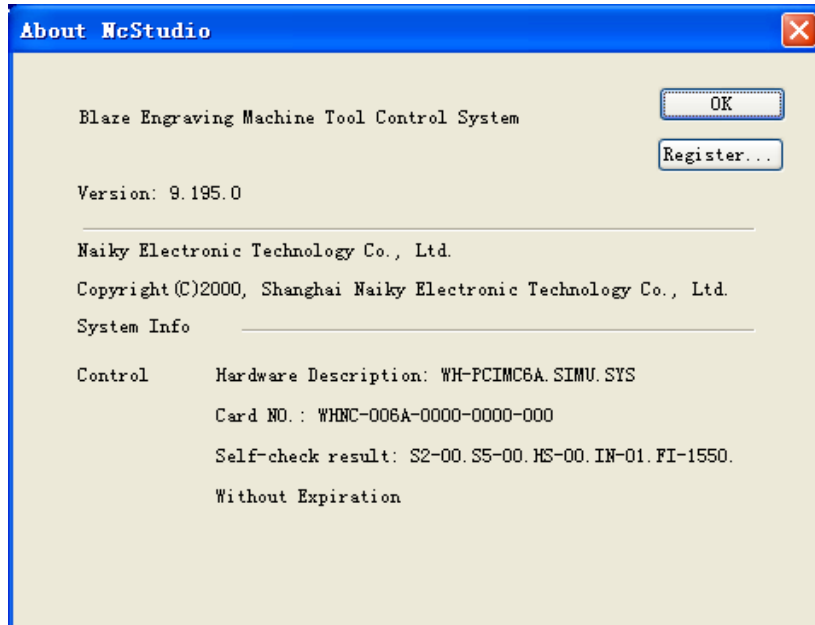 About NcStudio
OK
Blaze Engraving Machine Tool Control System
Register...
Version: 9.195.0
Naiky Electronic Technology Co., Ltd.
Copyright(C)2000, Shanghai Naiky Electronic Technology Co., Ltd.
System Info
Control Hardware Description: WH-PCIMC6A.SIMU.SYS
Card NO.: WHNC-006A-0000-0000-000
Self-check result: S2-00.S5-00.HS-00.IN-01.FI-1550.
Without Expiration